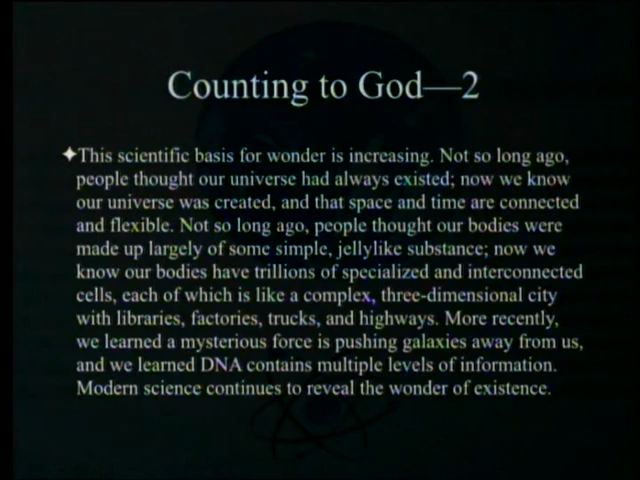 Counting to God—2
✦This scientific basis for wonder is increasing. Not so long ago,
people thought our universe had always existed; now we know
our universe was created, and that space and time are connected
and flexible. Not so long ago, people thought our bodies were
made up largely of some simple, jellylike substance; now we
know our bodies have trillions of specialized and interconnected
cells, each of which is like a complex, three-dimensional city
with libraries, factories, trucks, and highways. More recently,
we learned a mysterious force is pushing galaxies away from us,
and we learned DNA contains multiple levels of information.
Modern science continues to reveal the wonder of existence.